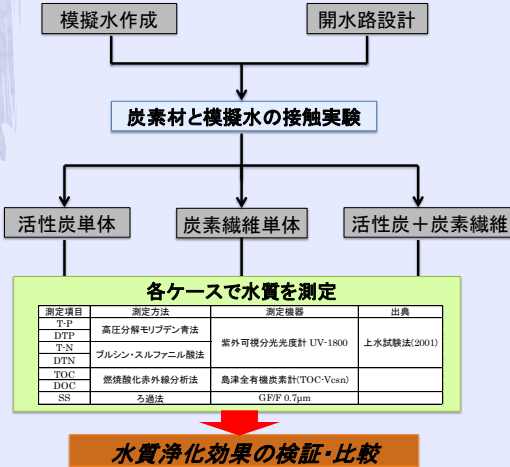 模擬水作成 開水路設計
炭素材と模擬水の接触実験
活性炭単体 炭素繊維単体 活性炭＋炭素繊維
各ケースで水質を測定
測定項目 測定方法 測定機器 出典
T-P
DTP
高圧分解モリブデン青法
T-N
DTN
ブルシン・スルファニル酸法
紫外可視分光光度計 UV-1800
上水試験法(2001)
TOC
DOC
燃焼酸化赤外線分析法 島津全有機炭素計(TOC-Vcsn)
SS ろ過法 GF/F 0.7μm
水質浄化効果の検証・比較